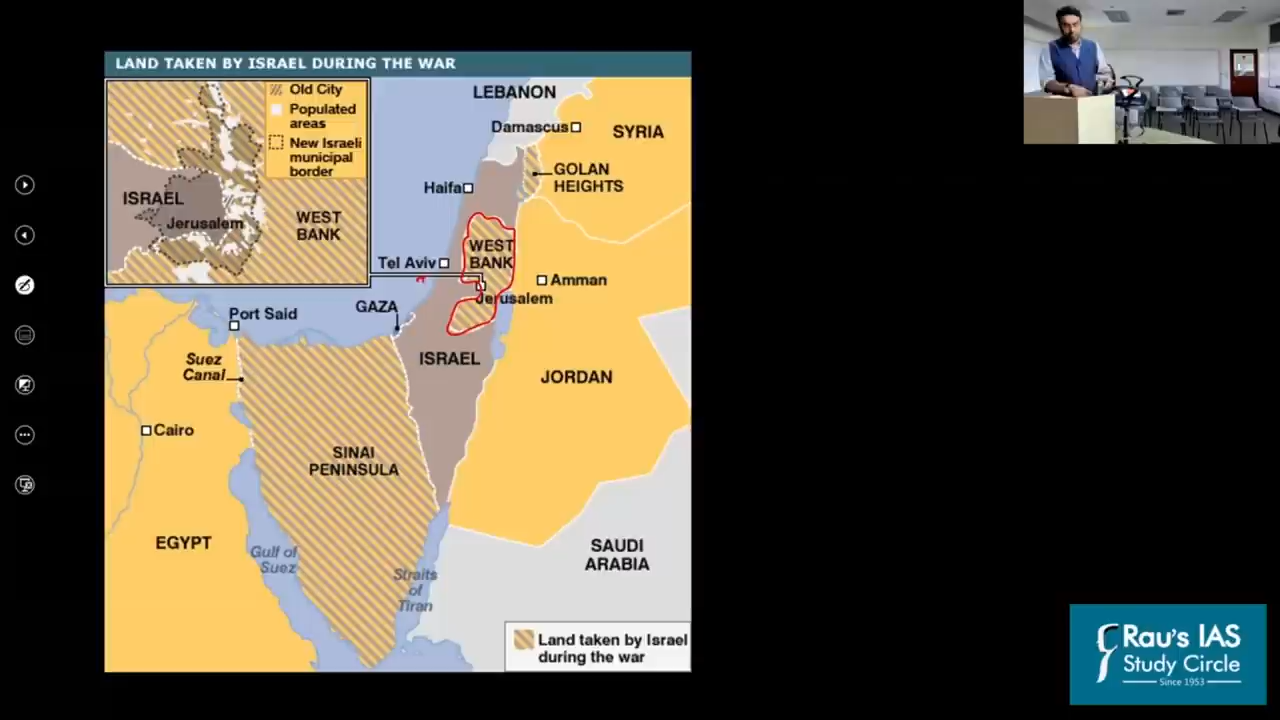 LAND TAKEN BY ISRAEL DURING THE WAR
Old City
Populated
areas
New Israeli
municipal
border
ISRAEL
Jerusalem
WEST
BANK
LEBANON
Damascus
SYRIA
GOLAN
HEIGHTS
Haifa
WEST
BANK
Tel Aviv
Amman
Jerusalem
GAZA
Port Said
Suez
Canal
ISRAEL
JORDAN
Cairo
SINAI
PENINSULA
EGYPT
Gulf of
Suez
Straits
of
Tiran
SAUDI
ARABIA
Land taken by Israel
during the war
Rau's IAS
Study Circle
Since 1953